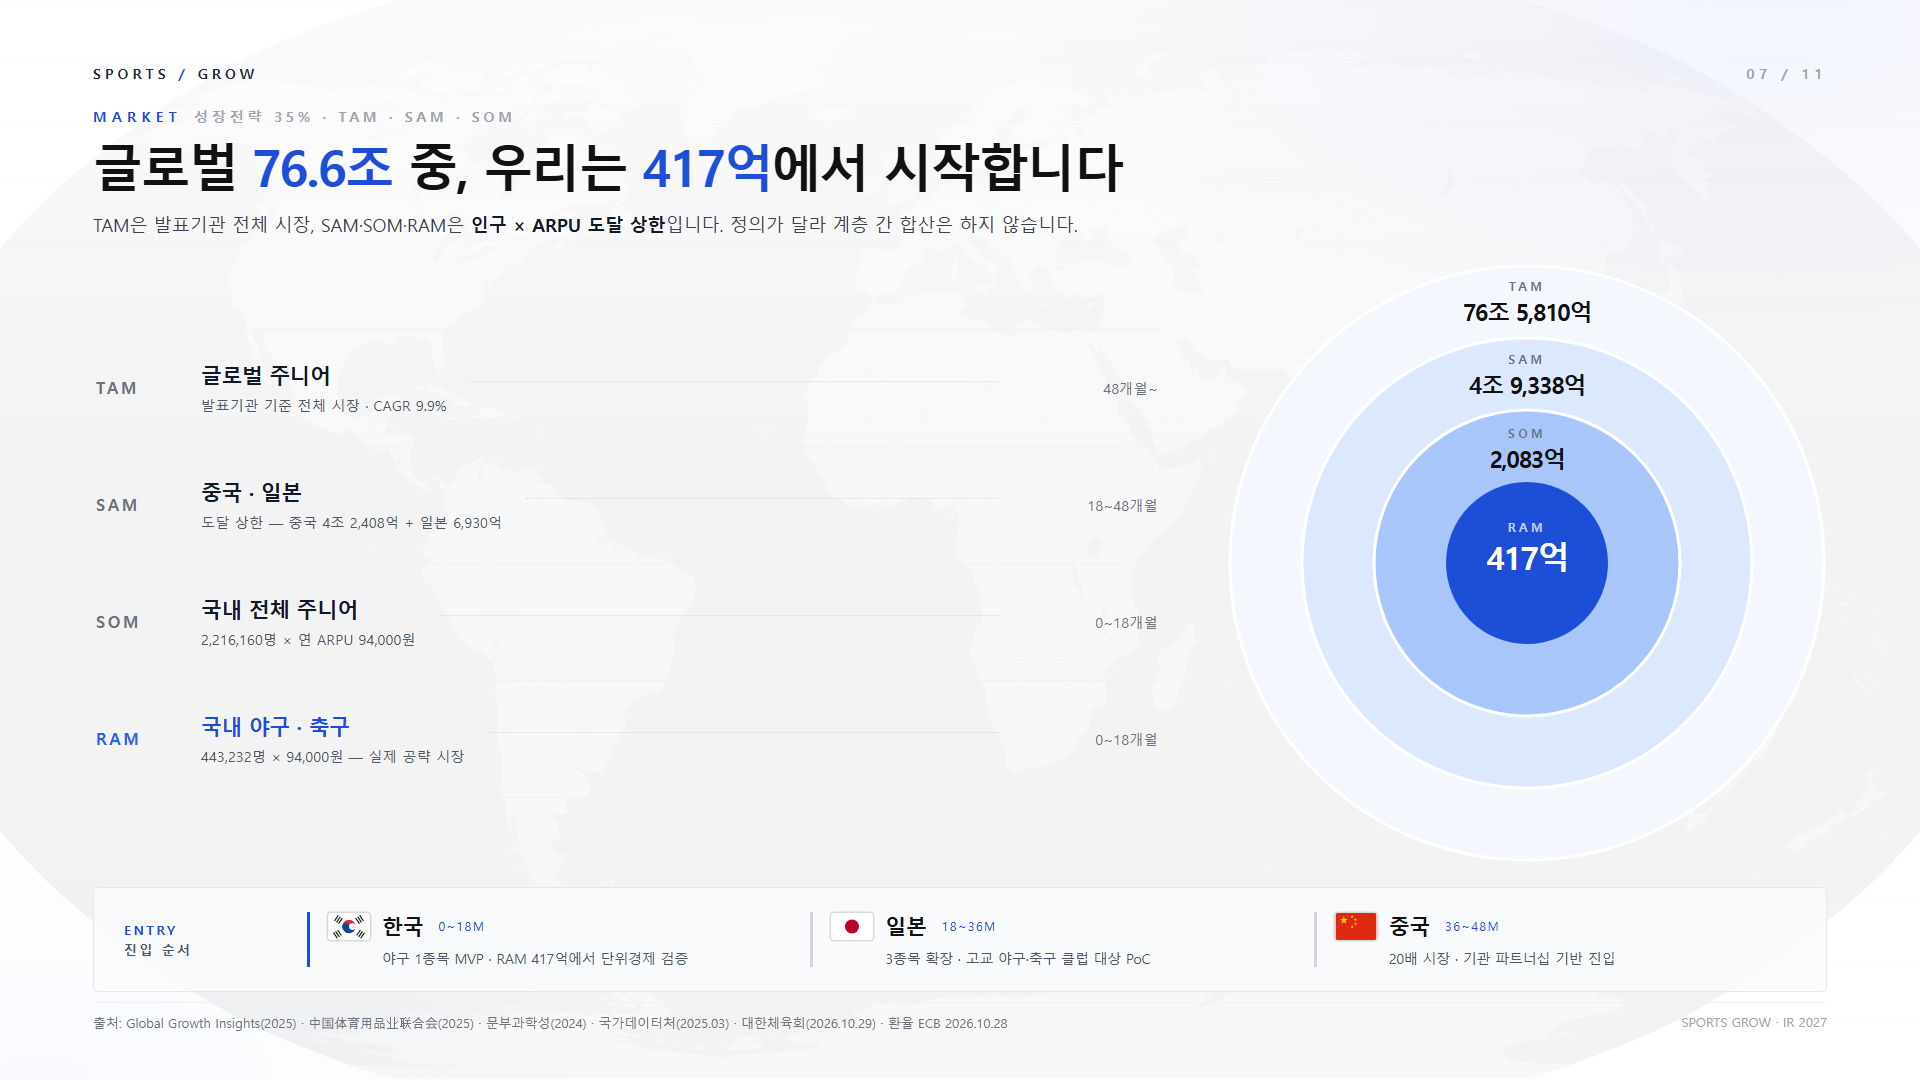 SPORTS / GROW
07 / 11
MARKET 성장전략 35% · TAM · SAM · SOM
글로벌 76.6조 중, 우리는 417억에서 시작합니다
TAM은 발표기관 전체 시장, SAM·SOM·RAM은 인구 × ARPU 도달 상한입니다. 정의가 달라 계층 간 합산은 하지 않습니다.
TAM
글로벌 주니어
발표기관 기준 전체 시장 · CAGR 9.9%
48개월~
SAM
중국 · 일본
도달 상한 — 중국 4조 2,408억 + 일본 6,930억
18~48개월
SOM
국내 전체 주니어
2,216,160명 × 연 ARPU 94,000원
0~18개월
RAM
국내 야구 · 축구
443,232명 × 94,000원 — 실제 공략 시장
0~18개월
TAM
76조 5,810억
SAM
4조 9,338억
SOM
2,083억
RAM
417억
ENTRY
진입 순서
한국 0~18M
야구 1종목 MVP · RAM 417억에서 단위경제 검증
일본 18~36M
3종목 확장 · 고교 야구·축구 클럽 대상 PoC
중국 36~48M
20배 시장 · 기관 파트너십 기반 진입
출처: Global Growth Insights(2025) · 中国体育用品业联合会(2025) · 문부과학성(2024) · 국가데이터처(2025.03) · 대한체육회(2026.10.29) · 환율 ECB 2026.10.28
SPORTS GROW · IR 2027